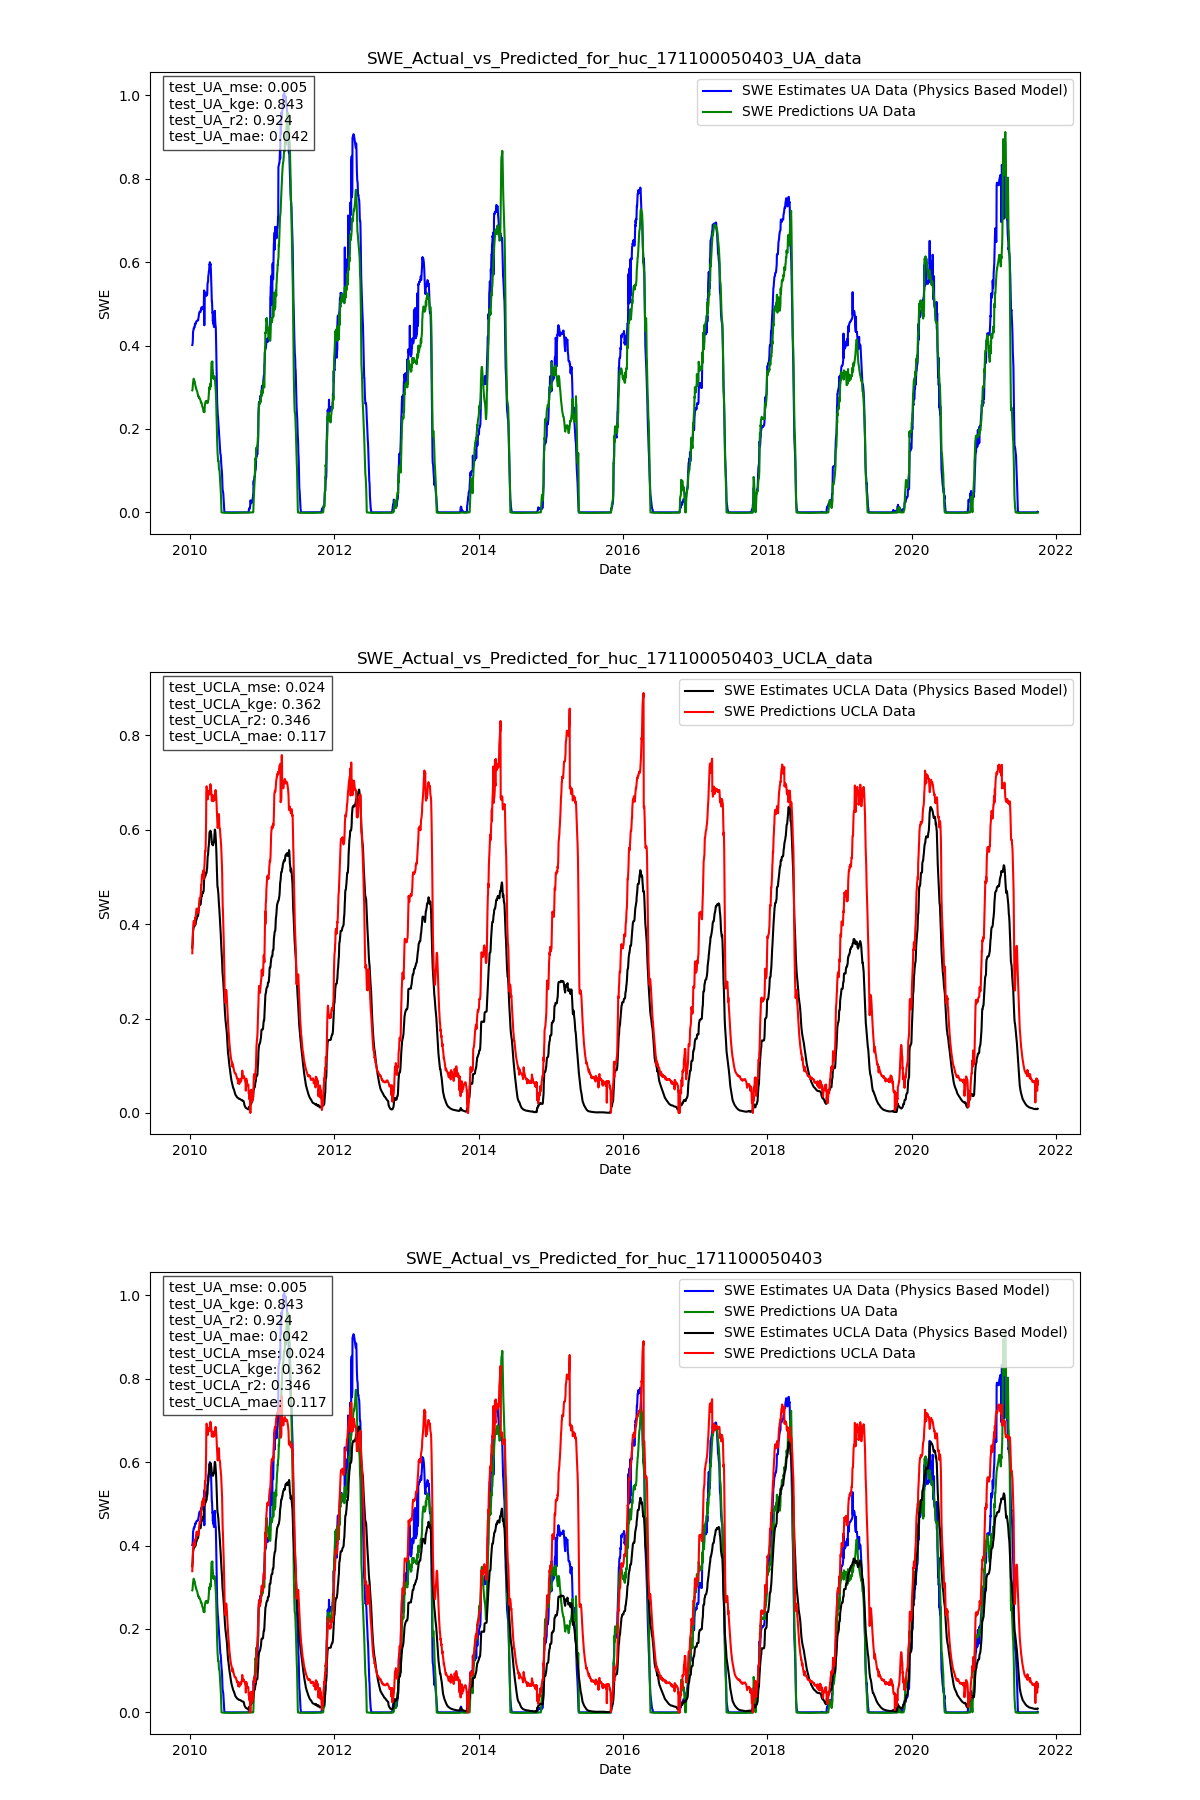 SWE_Actual_vs_Predicted_for_huc_171100050403_UA_data
test_UA_mse: 0.005
test_UA_kge: 0.843
test_UA_r2: 0.924
test_UA_mae: 0.042
SWE Estimates UA Data (Physics Based Model)
SWE Predictions UA Data
1.0
0.8
0.6
0.4
0.2
0.0
SWE
2010 2012 2014 2016 2018 2020 2022
Date
SWE_Actual_vs_Predicted_for_huc_171100050403_UCLA_data
test_UCLA_mse: 0.024
test_UCLA_kge: 0.362
test_UCLA_r2: 0.346
test_UCLA_mae: 0.117
SWE Estimates UCLA Data (Physics Based Model)
SWE Predictions UCLA Data
0.8
0.6
0.4
0.2
0.0
SWE
2010 2012 2014 2016 2018 2020 2022
Date
SWE_Actual_vs_Predicted_for_huc_171100050403
test_UA_mse: 0.005
test_UA_kge: 0.843
test_UA_r2: 0.924
test_UA_mae: 0.042
test_UCLA_mse: 0.024
test_UCLA_kge: 0.362
test_UCLA_r2: 0.346
test_UCLA_mae: 0.117
SWE Estimates UA Data (Physics Based Model)
SWE Predictions UA Data
SWE Estimates UCLA Data (Physics Based Model)
SWE Predictions UCLA Data
1.0
0.8
0.6
0.4
0.2
0.0
SWE
2010 2012 2014 2016 2018 2020 2022
Date